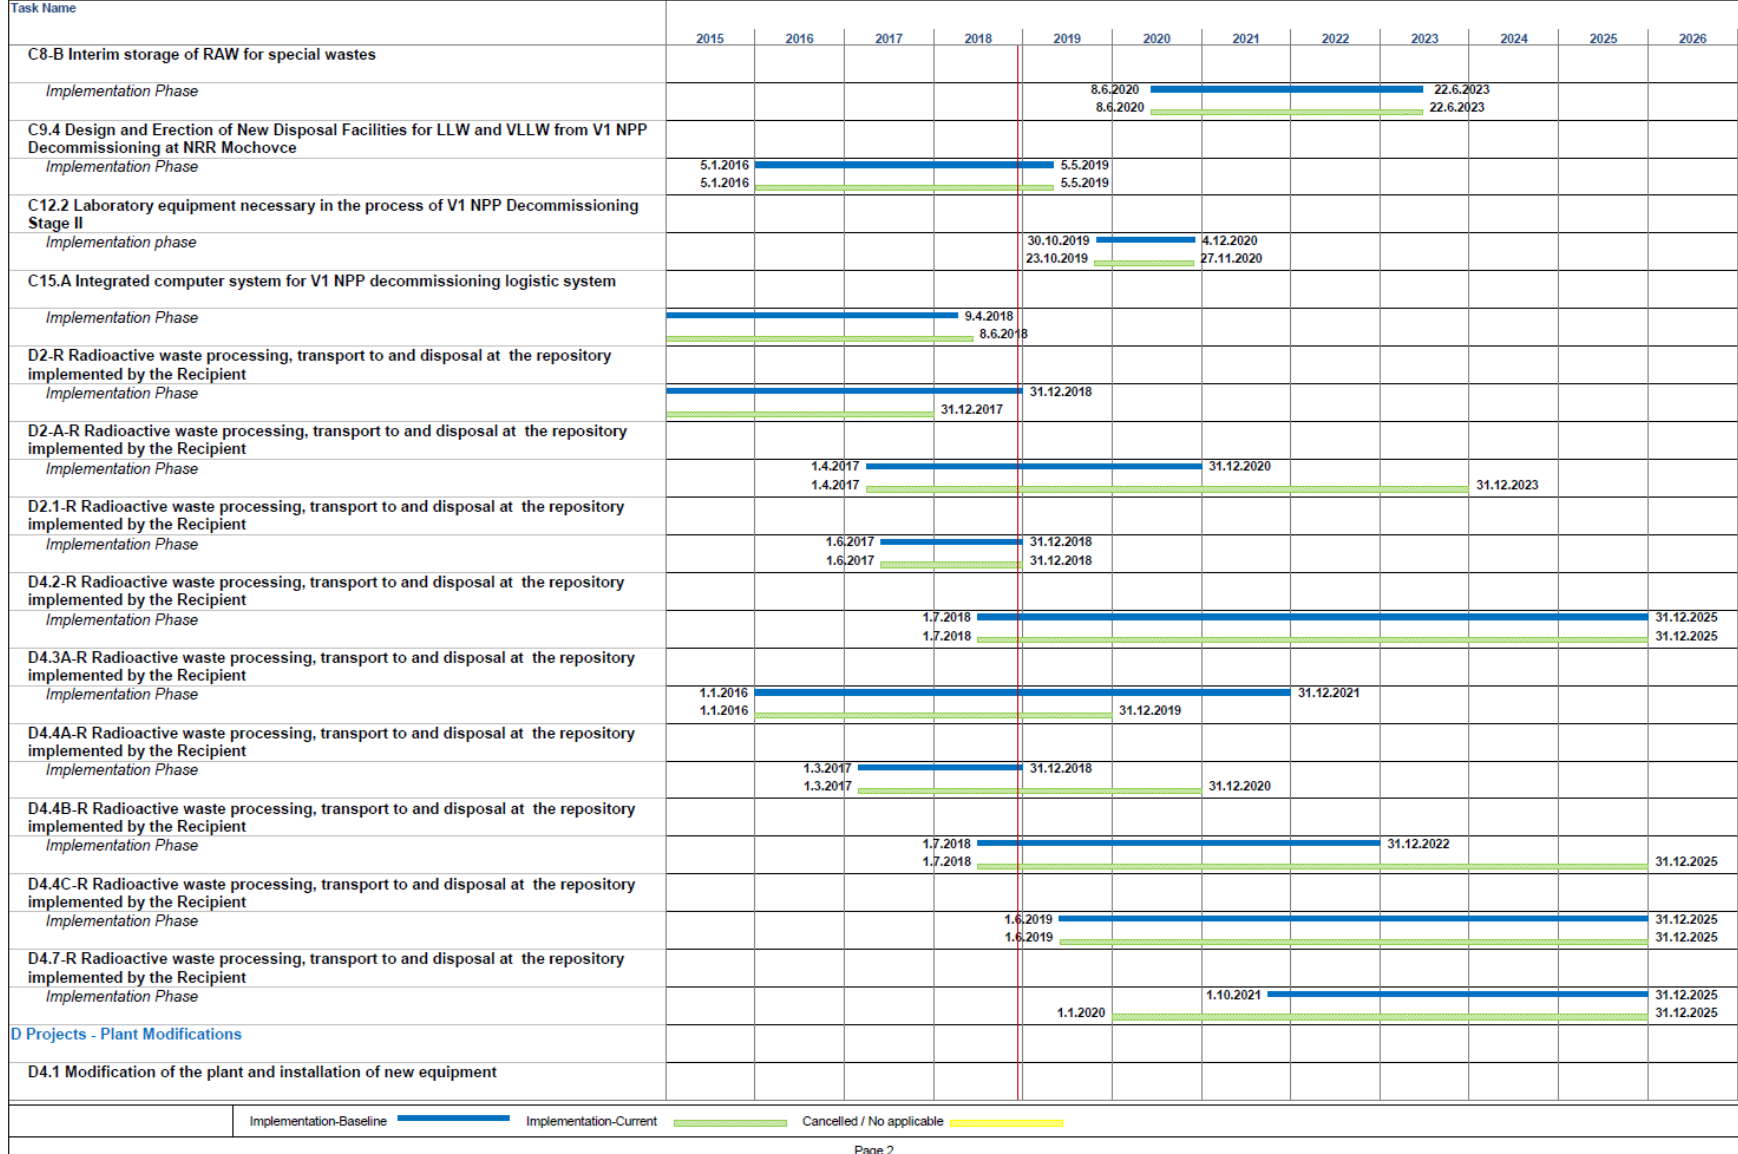 Task Name
2015 2016 2017 2018 2019 2020 2021 2022 2023 2024 2025 2026
C8-B Interim storage of RAW for special wastes
Implementation Phase
8.6.2020 22.6.2023
8.6.2020 22.6.2023
C9.4 Design and Erection of New Disposal Facilities for LLW and VLLW from V1 NPP
Decommissioning at NRR Mochovce
Implementation Phase
5.1.2016 5.5.2019
5.1.2016 5.5.2019
C12.2 Laboratory equipment necessary in the process of V1 NPP Decommissioning
Stage II
Implementation phase
30.10.2019 4.12.2020
23.10.2019 27.11.2020
C15.A Integrated computer system for V1 NPP decommissioning logistic system
Implementation Phase
9.4.2018
8.6.2018
D2-R Radioactive waste processing, transport to and disposal at the repository
implemented by the Recipient
Implementation Phase
31.12.2018
31.12.2017
D2-A-R Radioactive waste processing, transport to and disposal at the repository
implemented by the Recipient
Implementation Phase
1.4.2017 31.12.2020
1.4.2017 31.12.2023
D2.1-R Radioactive waste processing, transport to and disposal at the repository
implemented by the Recipient
Implementation Phase
1.6.2017 31.12.2018
1.6.2017 31.12.2018
D4.2-R Radioactive waste processing, transport to and disposal at the repository
implemented by the Recipient
Implementation Phase
1.7.2018 31.12.2025
1.7.2018 31.12.2025
D4.3A-R Radioactive waste processing, transport to and disposal at the repository
implemented by the Recipient
Implementation Phase
1.1.2016 31.12.2021
1.1.2016 31.12.2019
D4.4A-R Radioactive waste processing, transport to and disposal at the repository
implemented by the Recipient
Implementation Phase
1.3.2017 31.12.2018
1.3.2017 31.12.2020
D4.4B-R Radioactive waste processing, transport to and disposal at the repository
implemented by the Recipient
Implementation Phase
1.7.2018 31.12.2022
1.7.2018 31.12.2025
D4.4C-R Radioactive waste processing, transport to and disposal at the repository
implemented by the Recipient
Implementation Phase
1.6.2019 31.12.2025
1.6.2019 31.12.2025
D4.7-R Radioactive waste processing, transport to and disposal at the repository
implemented by the Recipient
Implementation Phase
1.10.2021 31.12.2025
1.1.2020 31.12.2025
D Projects - Plant Modifications
D4.1 Modification of the plant and installation of new equipment
Implementation-Baseline Implementation-Current Cancelled / No applicable
Page 2